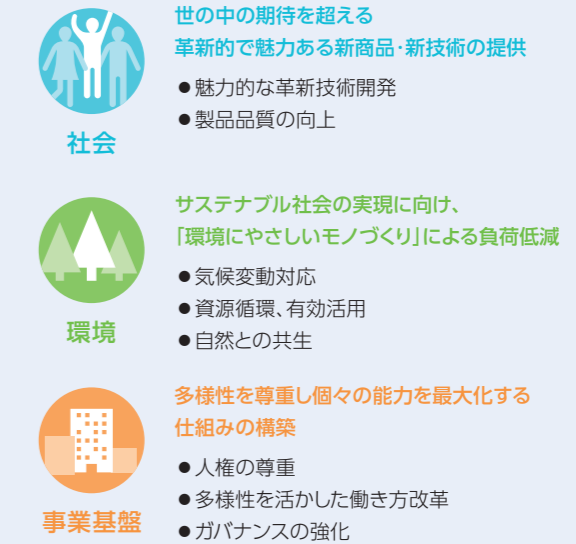 世の中の期待を超える
革新的で魅力ある新商品・新技術の提供
●魅力的な革新技術開発
●製品品質の向上
社会
サステナブル社会の実現に向け、
「環境にやさしいモノづくり」による負荷低減
●気候変動対応
●資源循環、有効活用
●自然との共生
環境
多様性を尊重し個々の能力を最大化する
仕組みの構築
●人権の尊重
●多様性を活かした働き方改革
●ガバナンスの強化
事業基盤